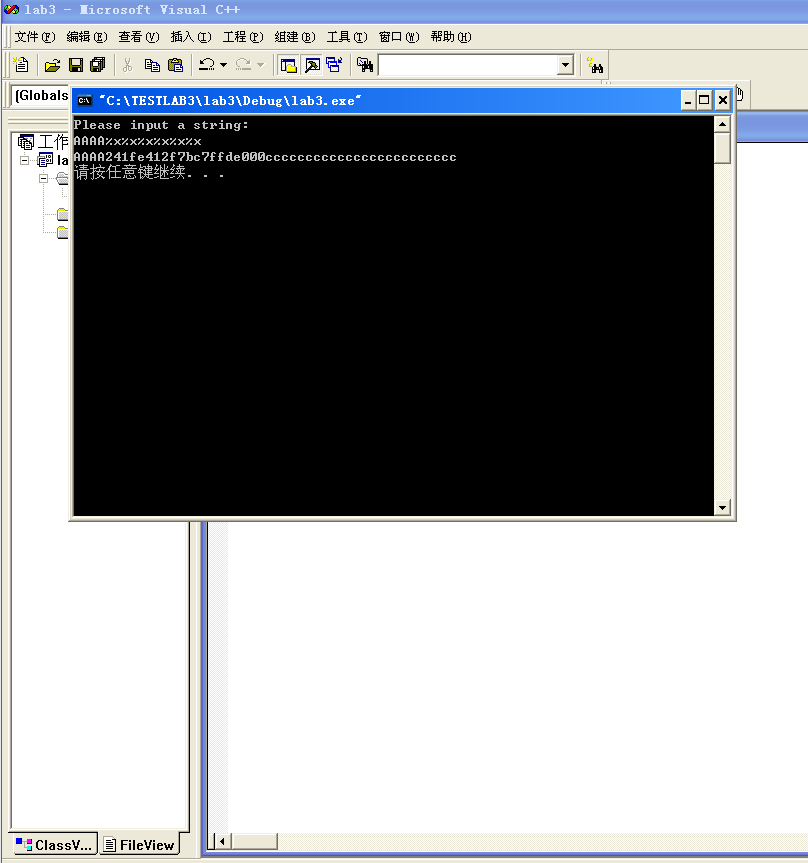 lab3 - Microsoft Visual C++
文件(F) 编辑(E) 查看(V) 插入(I) 工程(P) 组建(B) 工具(T) 窗口(W) 帮助(H)
(Globals
"C:\TESTLAB3\lab3\Debug\lab3.exe"
Please input a string:
AAAA%x%x%x%x%x%x
AAAA241fe412f7bc7ffde000cccccccccccccccccccccccc
请按任意键继续. . .
工作
la
ClassV...
FileView